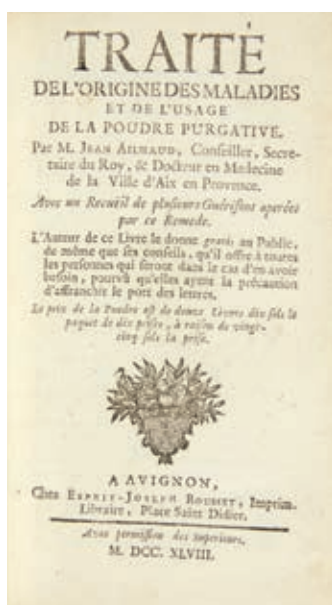 TRAITÉ
DE L'ORIGINE DES MALADIES
ET DE L'USAGE
DE LA POUDRE PURGATIVE,
Par M. JEAN AILHAUD, Conseiller, Secre-
taire du Roy, & Docteur en Medecine
de la Ville d'Aix en Provence.
Avec un Recueil de plusieurs Guérisons operées
par ce Remede.
L'Auteur de ce Livre le donne gratis au Public,
de même que ses conseils, qu'il offre à toutes
les personnes qui seront dans le cas d'en avoir
besoin, pourvû qu'elles ayent la précaution
d'affranchir le port des lettres.
Le prix de la Poudre est de douze Livres dix sols le
paquet de dix prises, à raison de vingt-
cinq sols la prise.
A AVIGNON,
Chez ESPRIT-JOSEPH ROUMET, Imprim.
Libraire, Place Saint Didier.
Avec permission des superieurs.
M. DCC. XLVIII.